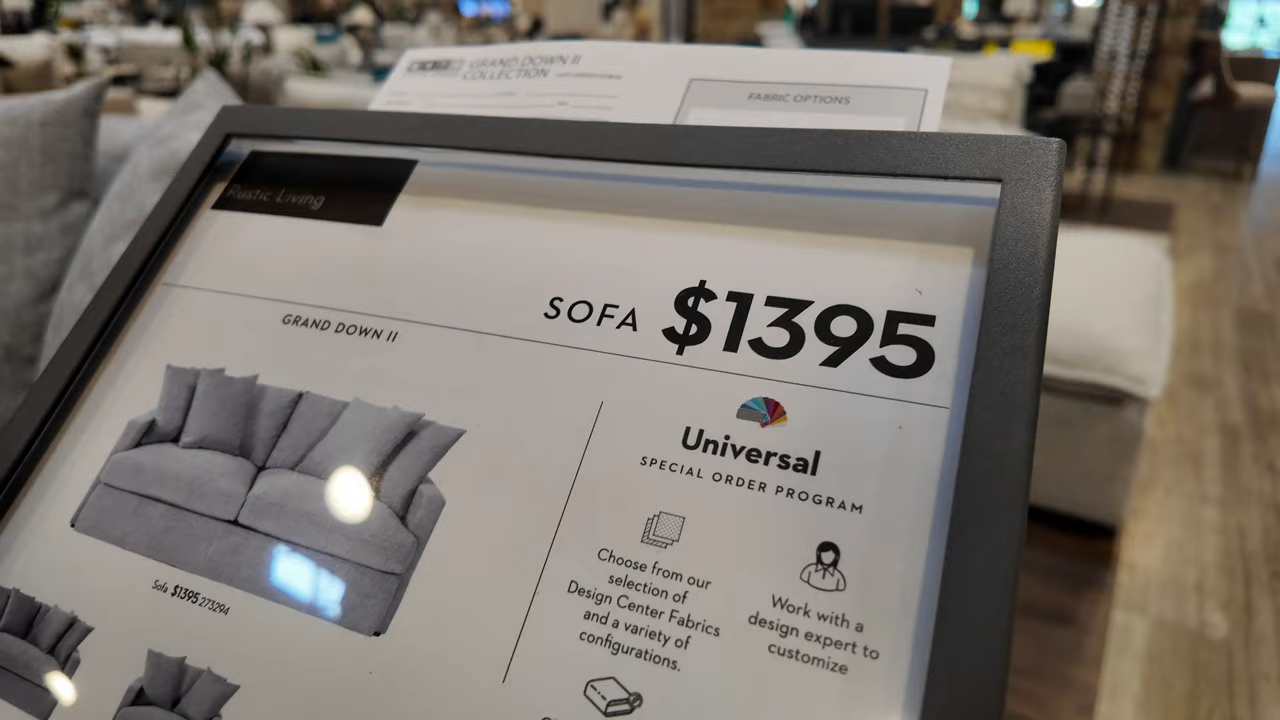 GRAND DOWN II
COLLECTION
FABRIC OPTIONS
Rustic Living
SOFA $1395
GRAND DOWN II
Sofa $1395 273294
Universal
SPECIAL ORDER PROGRAM
Choose from our
selection of
Design Center Fabrics
and a variety of
configurations.
Work with a
design expert to
customize